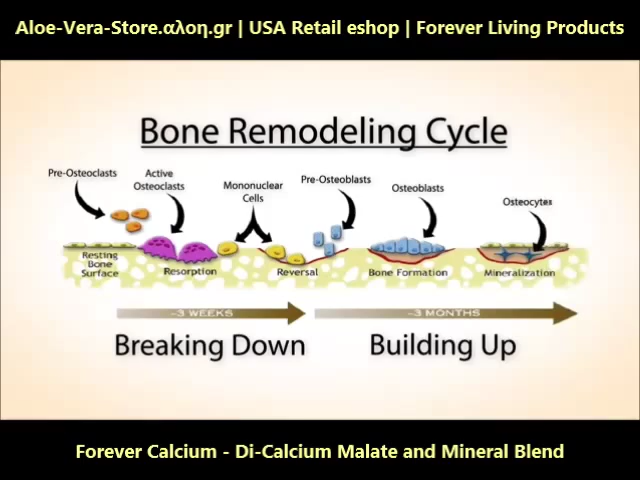 Aloe-Vera-Store.αλοη.gr | USA Retail eshop | Forever Living Products
Bone Remodeling Cycle
Pre-Osteoclasts
Active
Osteoclasts
Mononuclear
Cells
Pre-Osteoblasts
Osteoblasts
Osteocytes
Resting
Bone
Surface
Resorption
Reversal
Bone Formation
Mineralization
~3 WEEKS
~3 MONTHS
Breaking Down
Building Up
Forever Calcium - Di-Calcium Malate and Mineral Blend